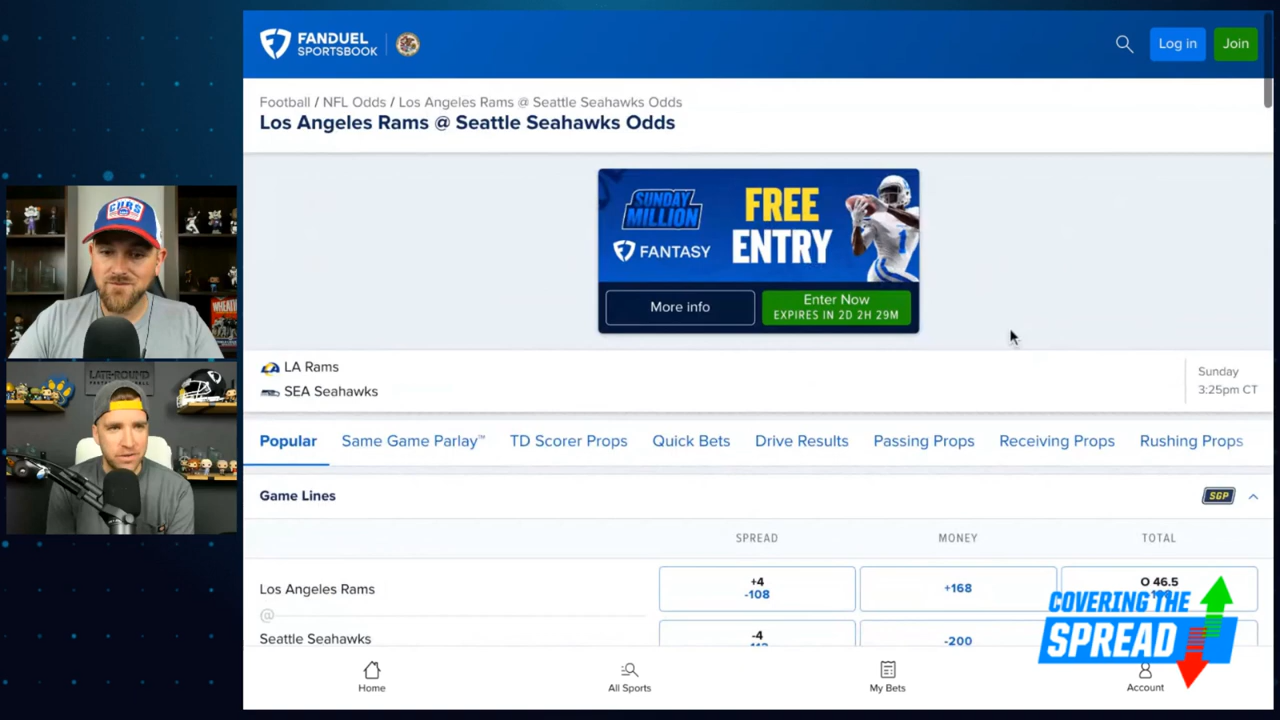 FANDUEL
SPORTSBOOK
Log in
Join
Football / NFL Odds / Los Angeles Rams @ Seattle Seahawks Odds
Los Angeles Rams @ Seattle Seahawks Odds
SUNDAY
MILLION
FANTASY
FREE
ENTRY
1
More info
Enter Now
EXPIRES IN 2D 2H 29M
LA Rams
SEA Seahawks
Sunday
3:25pm CT
Popular
Same Game Parlay™
TD Scorer Props
Quick Bets
Drive Results
Passing Props
Receiving Props
Rushing Props
Game Lines
SGP
SPREAD
MONEY
TOTAL
Los Angeles Rams
+4
-108
+168
O 46.5
@
Seattle Seahawks
-4
-200
COVERING THE
SPREAD
Home
All Sports
My Bets
Account
CUBS
LATE-ROUND